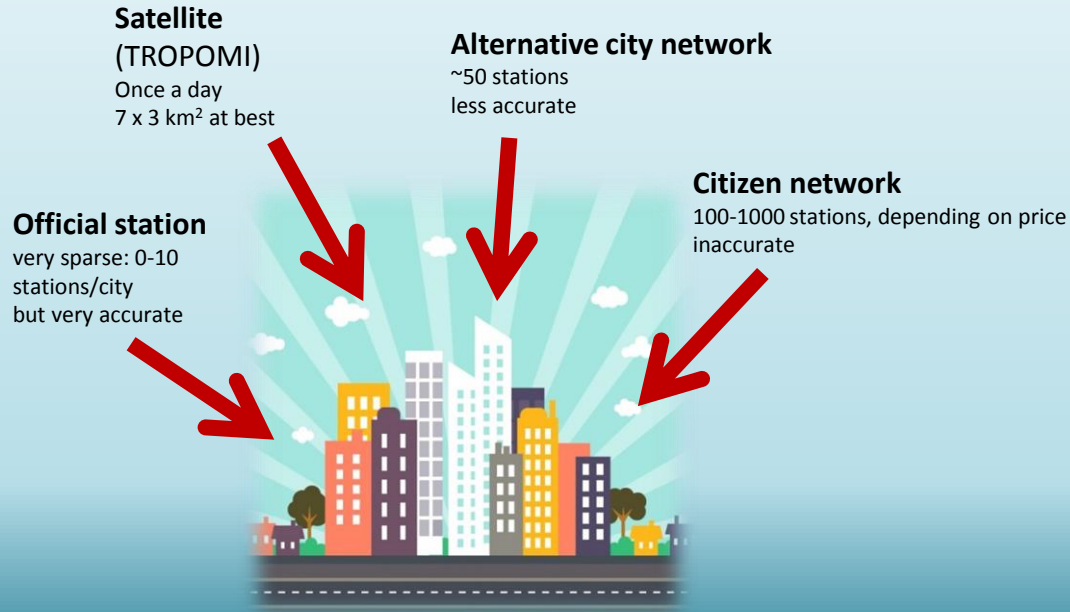 Satellite
(TROPOMI)
Once a day
7 x 3 km² at best
Alternative city network
~50 stations
less accurate
Citizen network
100-1000 stations, depending on price
inaccurate
Official station
very sparse: 0-10
stations/city
but very accurate